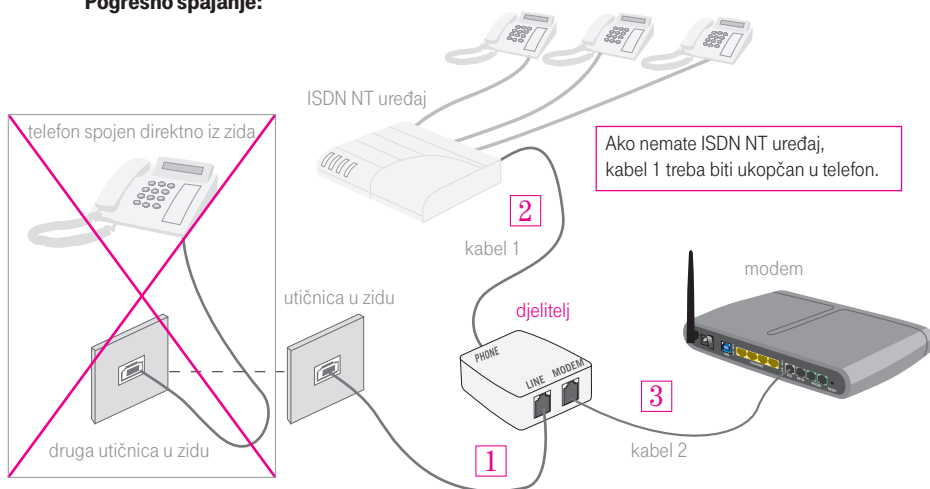 Pogrešno spajanje:
ISDN NT uređaj
telefon spojen direktno iz zida
Ako nemate ISDN NT uređaj,
kabel 1 treba biti ukopčan u telefon.
2
kabel 1
modem
utičnica u zidu
djelitelj
PHONE
LINE MODEM
3
druga utičnica u zidu
1
kabel 2